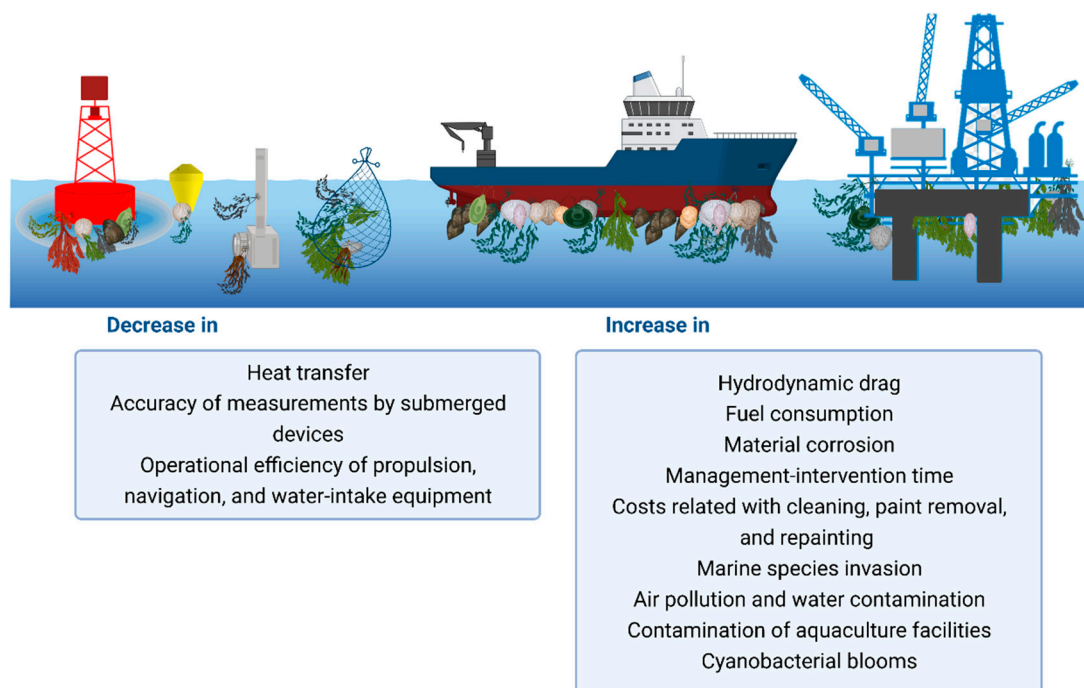 Decrease in
Heat transfer
Accuracy of measurements by submerged
devices
Operational efficiency of propulsion,
navigation, and water-intake equipment
Increase in
Hydrodynamic drag
Fuel consumption
Material corrosion
Management-intervention time
Costs related with cleaning, paint removal,
and repainting
Marine species invasion
Air pollution and water contamination
Contamination of aquaculture facilities
Cyanobacterial blooms